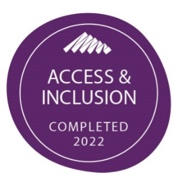 ACCESS &
INCLUSION
COMPLETED
2022